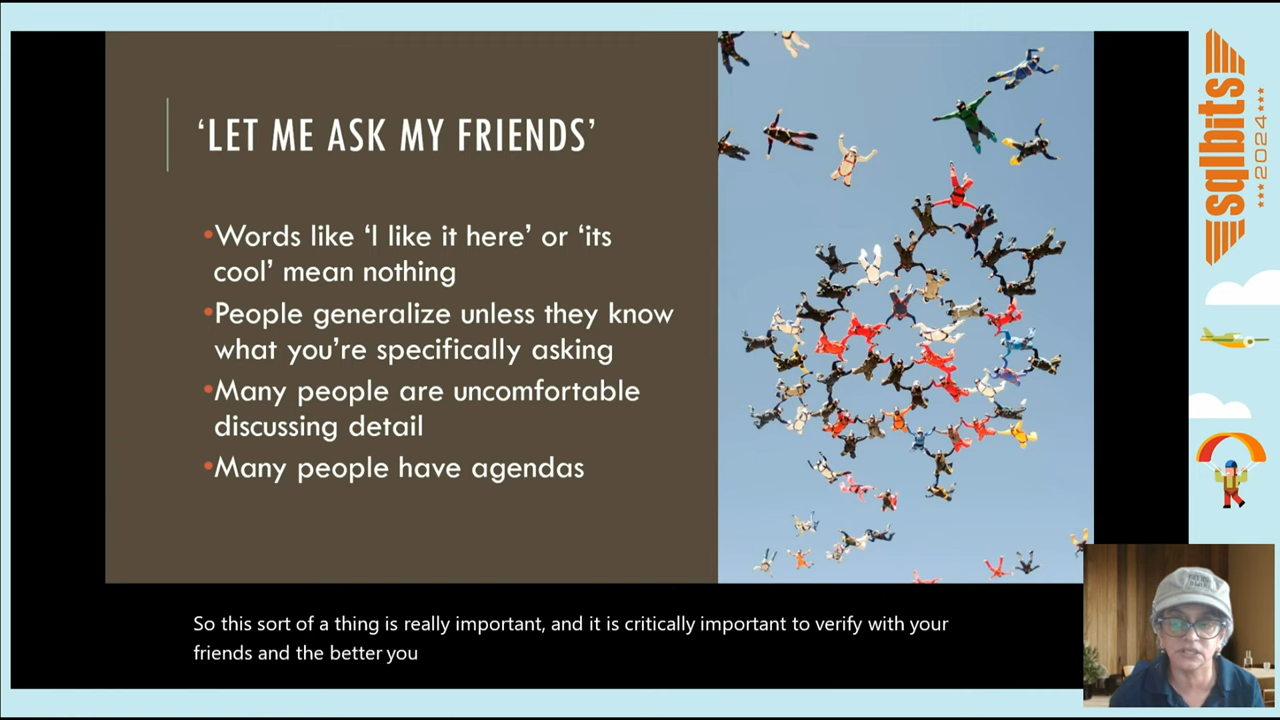 ‘LET ME ASK MY FRIENDS’
•Words like ‘I like it here’ or ‘its
cool’ mean nothing
•People generalize unless they know
what you’re specifically asking
•Many people are uncomfortable
discussing detail
•Many people have agendas
So this sort of a thing is really important, and it is critically important to verify with your
friends and the better you
sqlbits
2024